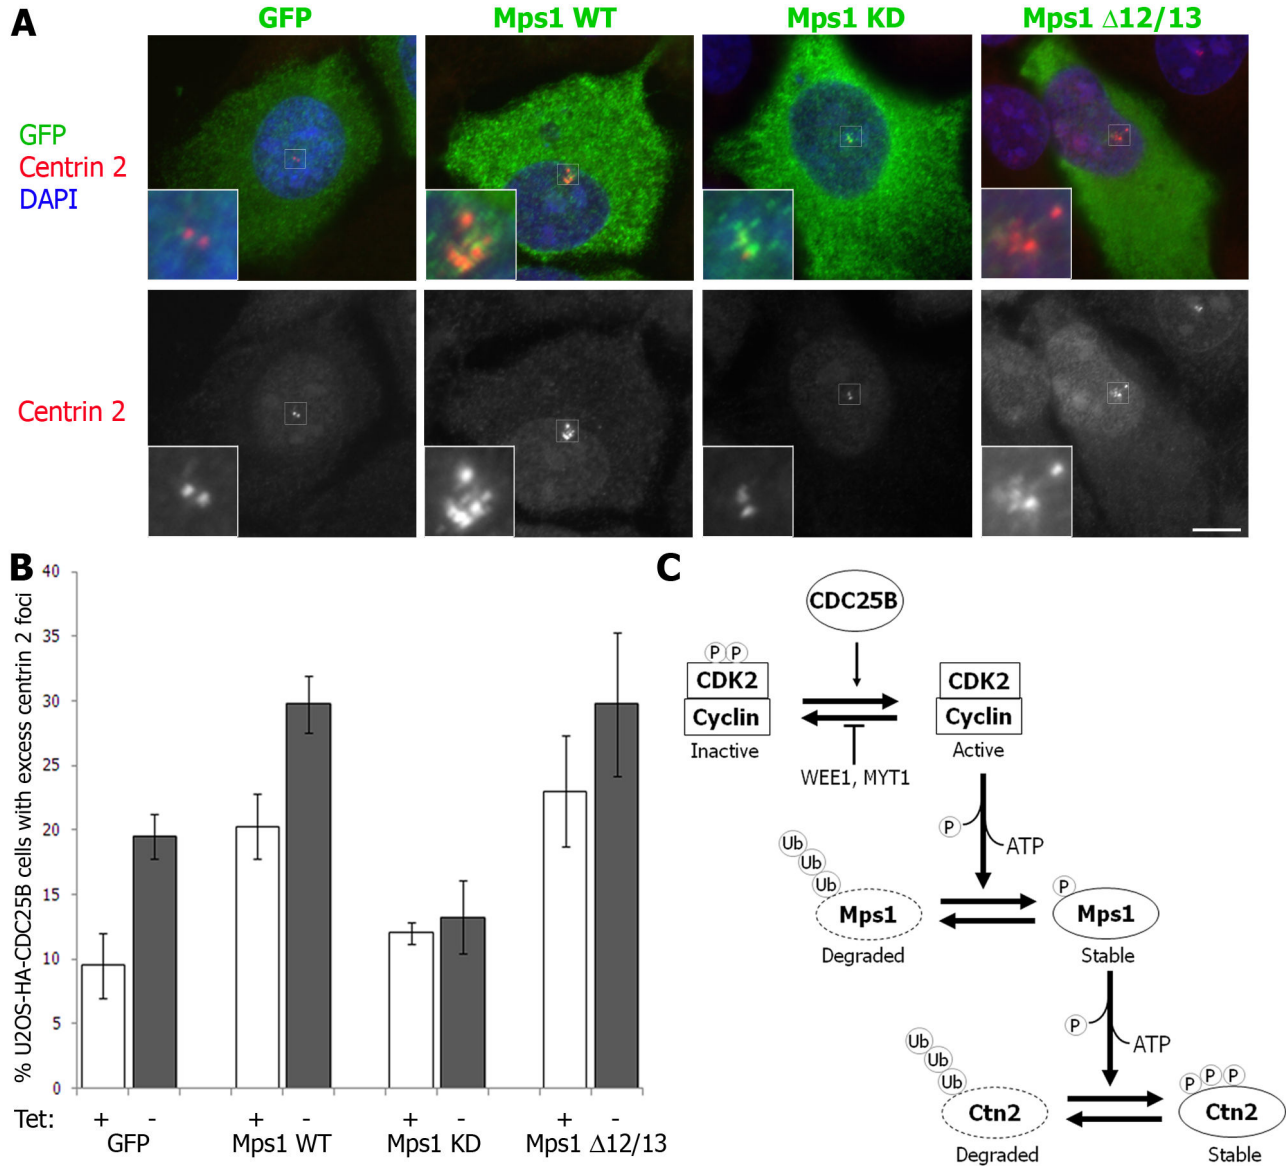 A
GFP
Mps1 WT
Mps1 KD
Mps1 Δ12/13
GFP
Centrin 2
DAPI
Centrin 2
B
% U2OS-HA-CDC25B cells with excess centrin 2 foci
40
35
30
25
20
15
10
5
0
Tet: + - + - + - + -
GFP Mps1 WT Mps1 KD Mps1 Δ12/13
C
CDC25B
P P
CDK2 CDK2
Cyclin Cyclin
Inactive Active
WEE1, MYT1
P
ATP
Ub
Ub
Ub P
Mps1 Mps1
Degraded Stable
P
ATP
Ub
Ub
Ub P P P
Ctn2 Ctn2
Degraded Stable